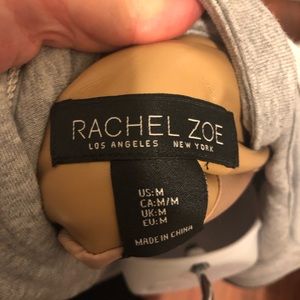 RACHEL ZOE
LOS ANGELES NEW YORK
US:M
CA:M/M
UK:M
EU:M
MADE IN CHINA